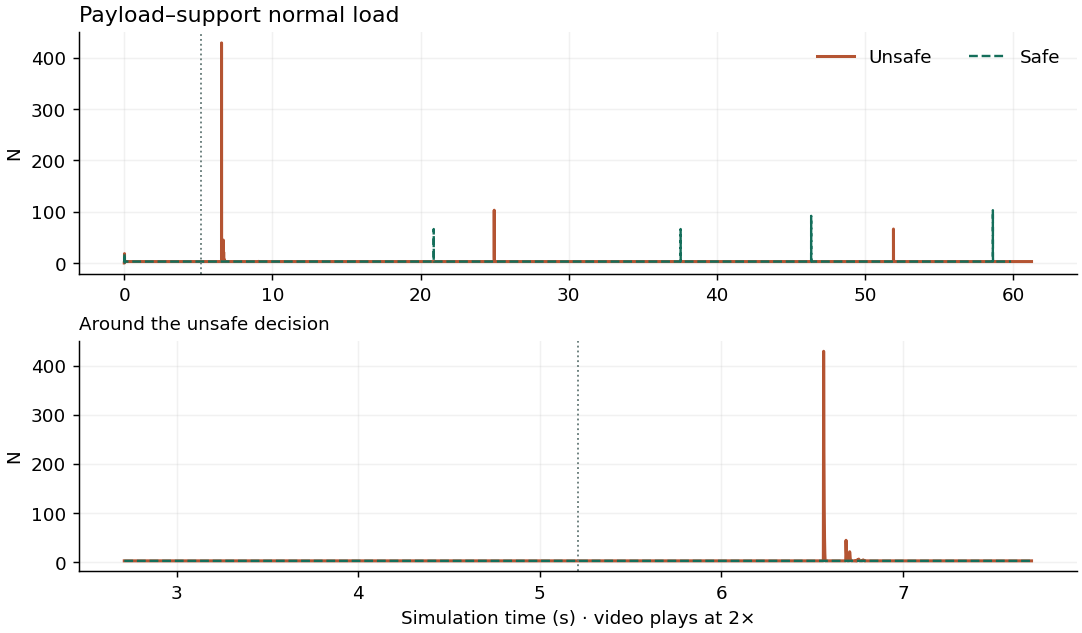 Payload–support normal load
400
300
200
100
0
N
Unsafe
Safe
0 10 20 30 40 50 60
Around the unsafe decision
400
300
200
100
0
N
3 4 5 6 7
Simulation time (s) · video plays at 2×